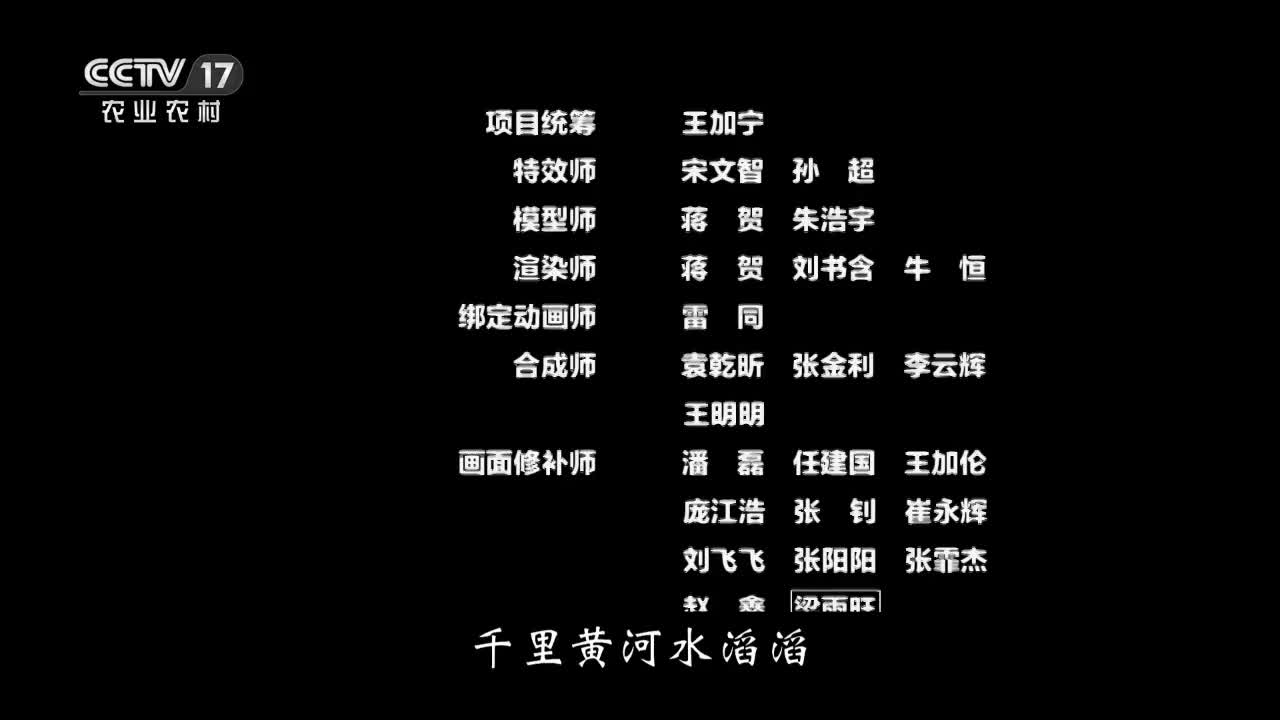 CCTV 17
农业农村
项目统筹 王加宁
特效师 宋文智 孙 超
模型师 蒋 贺 朱浩宇
渲染师 蒋 贺 刘书含 牛 恒
绑定动画师 雷 同
合成师 袁乾昕 张金利 李云辉
王明明
画面修补师 潘 磊 任建国 王加伦
庞江浩 张 钊 崔永辉
刘飞飞 张阳阳 张霏杰
赵 鑫 梁雨旺
千里黄河水滔滔